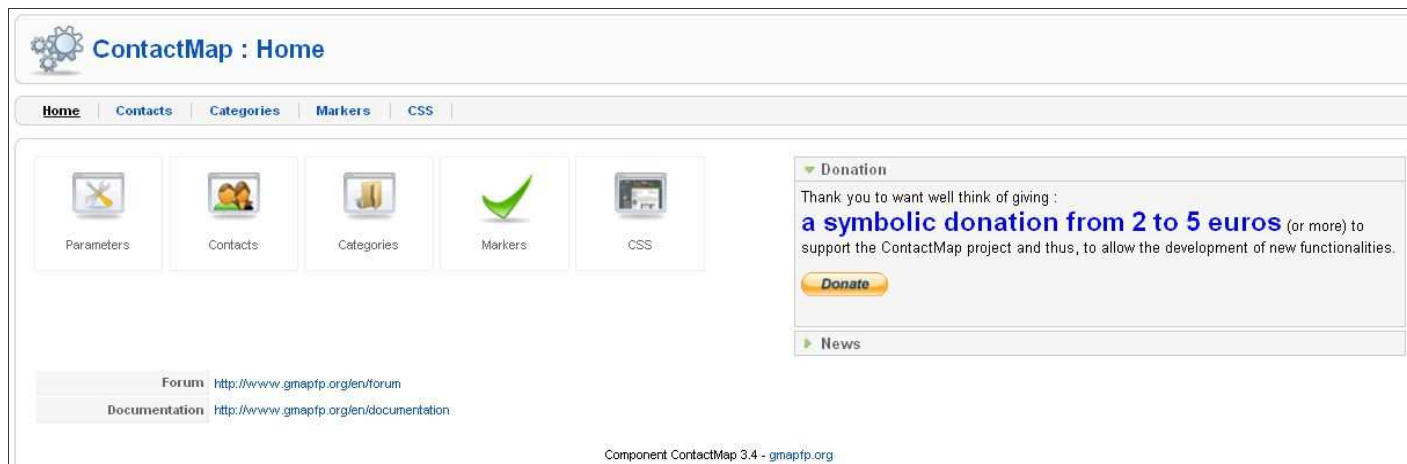 ContactMap : Home
Home Contacts Categories Markers CSS
Parameters Contacts Categories Markers CSS
Donation
Thank you to want well think of giving :
a symbolic donation from 2 to 5 euros (or more) to
support the ContactMap project and thus, to allow the development of new functionalities.
Donate
News
Forum http://www.gmapfp.org/en/forum
Documentation http://www.gmapfp.org/en/documentation
Component ContactMap 3.4 - gmapfp.org